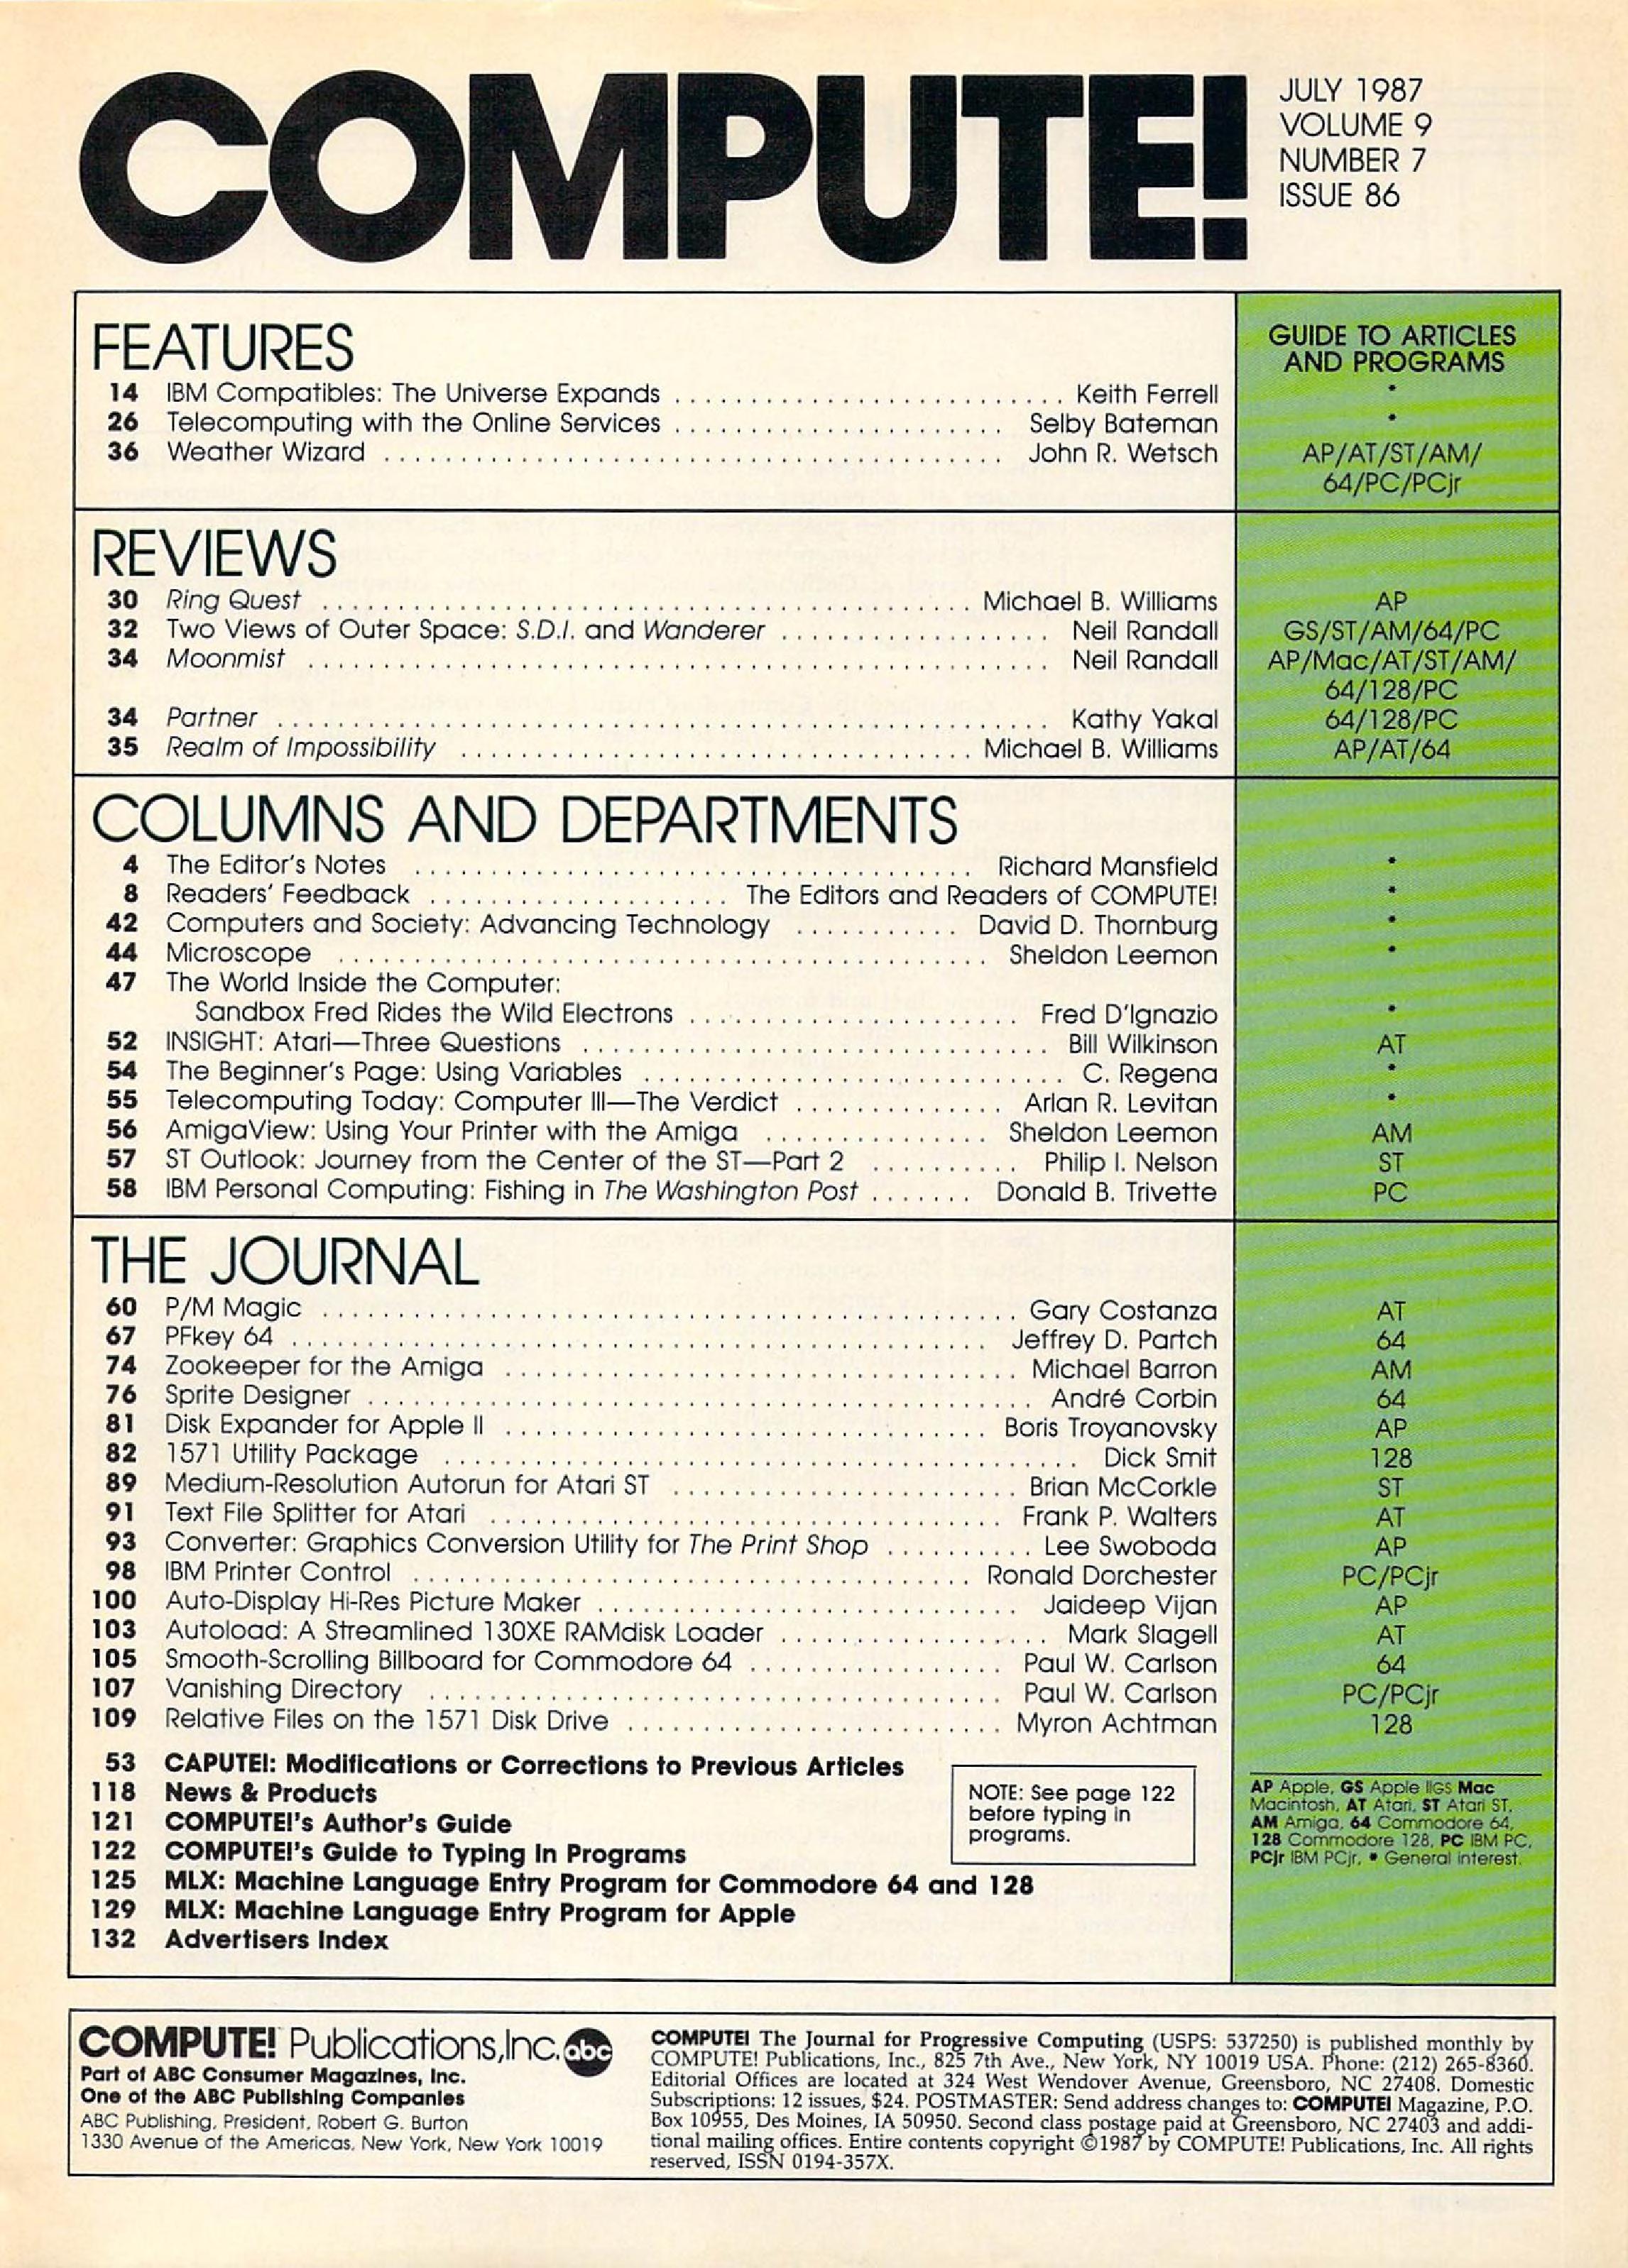 COMPUTE!
JULY 1987
VOLUME 9
NUMBER 7
ISSUE 86
FEATURES
GUIDE TO ARTICLES
AND PROGRAMS
14 IBM Compatibles: The Universe Expands . . . . . Keith Ferrell •
26 Telecomputing with the Online Services . . . . . Selby Bateman •
36 Weather Wizard . . . . . John R. Wetsch AP/AT/ST/AM/
64/PC/PCjr
REVIEWS
30 Ring Quest . . . . . Michael B. Williams AP
32 Two Views of Outer Space: S.D.I. and Wanderer . . . . . Neil Randall GS/ST/AM/64/PC
34 Moonmist . . . . . Neil Randall AP/Mac/AT/ST/AM/
64/128/PC
34 Partner . . . . . Kathy Yakal 64/128/PC
35 Realm of Impossibility . . . . . Michael B. Williams AP/AT/64
COLUMNS AND DEPARTMENTS
4 The Editor's Notes . . . . . Richard Mansfield •
8 Readers' Feedback . . . . . The Editors and Readers of COMPUTE! •
42 Computers and Society: Advancing Technology . . . . . David D. Thornburg •
44 Microscope . . . . . Sheldon Leemon •
47 The World Inside the Computer:
Sandbox Fred Rides the Wild Electrons . . . . . Fred D'Ignazio •
52 INSIGHT: Atari—Three Questions . . . . . Bill Wilkinson AT
54 The Beginner's Page: Using Variables . . . . . C. Regena •
55 Telecomputing Today: Computer III—The Verdict . . . . . Arlan R. Levitan •
56 AmigaView: Using Your Printer with the Amiga . . . . . Sheldon Leemon AM
57 ST Outlook: Journey from the Center of the ST—Part 2 . . . . . Philip I. Nelson ST
58 IBM Personal Computing: Fishing in The Washington Post . . . . . Donald B. Trivette PC
THE JOURNAL
60 P/M Magic . . . . . Gary Costanza AT
67 PFkey 64 . . . . . Jeffrey D. Partch 64
74 Zookeeper for the Amiga . . . . . Michael Barron AM
76 Sprite Designer . . . . . André Corbin 64
81 Disk Expander for Apple II . . . . . Boris Troyanovsky AP
82 1571 Utility Package . . . . . Dick Smit 128
89 Medium-Resolution Autorun for Atari ST . . . . . Brian McCorkle ST
91 Text File Splitter for Atari . . . . . Frank P. Walters AT
93 Converter: Graphics Conversion Utility for The Print Shop . . . . . Lee Swoboda AP
98 IBM Printer Control . . . . . Ronald Dorchester PC/PCjr
100 Auto-Display Hi-Res Picture Maker . . . . . Jaideep Vijan AP
103 Autoload: A Streamlined 130XE RAMdisk Loader . . . . . Mark Slagell AT
105 Smooth-Scrolling Billboard for Commodore 64 . . . . . Paul W. Carlson 64
107 Vanishing Directory . . . . . Paul W. Carlson PC/PCjr
109 Relative Files on the 1571 Disk Drive . . . . . Myron Achtman 128
53 CAPUTE!: Modifications or Corrections to Previous Articles
118 News & Products
121 COMPUTE!'s Author's Guide
122 COMPUTE!'s Guide to Typing In Programs
125 MLX: Machine Language Entry Program for Commodore 64 and 128
129 MLX: Machine Language Entry Program for Apple
132 Advertisers Index
NOTE: See page 122
before typing in
programs.
AP Apple, GS Apple IIGS Mac
Macintosh, AT Atari, ST Atari ST,
AM Amiga, 64 Commodore 64,
128 Commodore 128, PC IBM PC,
PCjr IBM PCjr, • General interest.
COMPUTE! Publications,Inc. abc
Part of ABC Consumer Magazines, Inc.
One of the ABC Publishing Companies
ABC Publishing, President, Robert G. Burton
1330 Avenue of the Americas, New York, New York 10019
COMPUTE! The Journal for Progressive Computing (USPS: 537250) is published monthly by
COMPUTE! Publications, Inc., 825 7th Ave., New York, NY 10019 USA. Phone: (212) 265-8360.
Editorial Offices are located at 324 West Wendover Avenue, Greensboro, NC 27408. Domestic
Subscriptions: 12 issues, $24. POSTMASTER: Send address changes to: COMPUTE! Magazine, P.O.
Box 10955, Des Moines, IA 50950. Second class postage paid at Greensboro, NC 27403 and addi-
tional mailing offices. Entire contents copyright ©1987 by COMPUTE! Publications, Inc. All rights
reserved, ISSN 0194-357X.